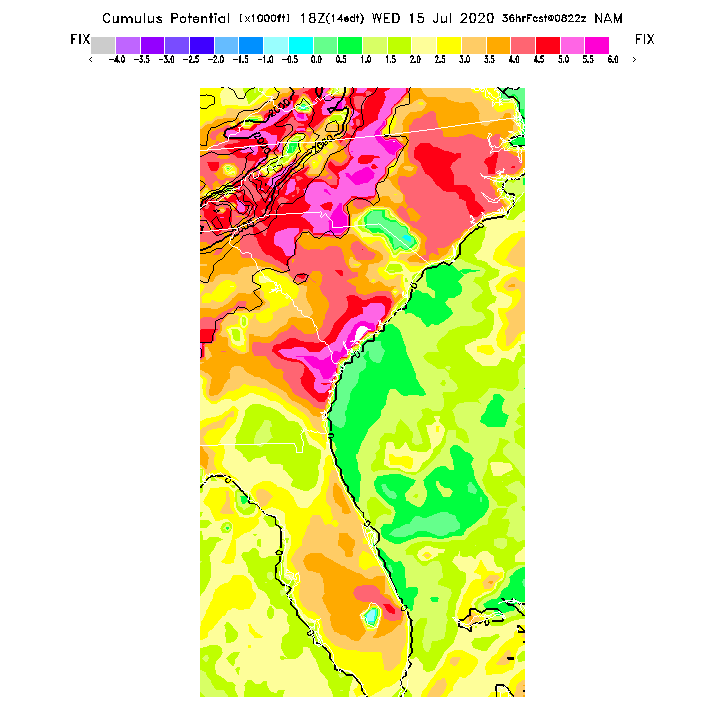 Cumulus Potential [x1000ft] 18Z(14edt) WED 15 Jul 2020 36hrFcst@0822z NAM
FIX FIX
< -4.0 -3.5 -3.0 -2.5 -2.0 -1.5 -1.0 -0.5 0.0 0.5 1.0 1.5 2.0 2.5 3.0 3.5 4.0 4.5 5.0 5.5 6.0 >
2000
2000